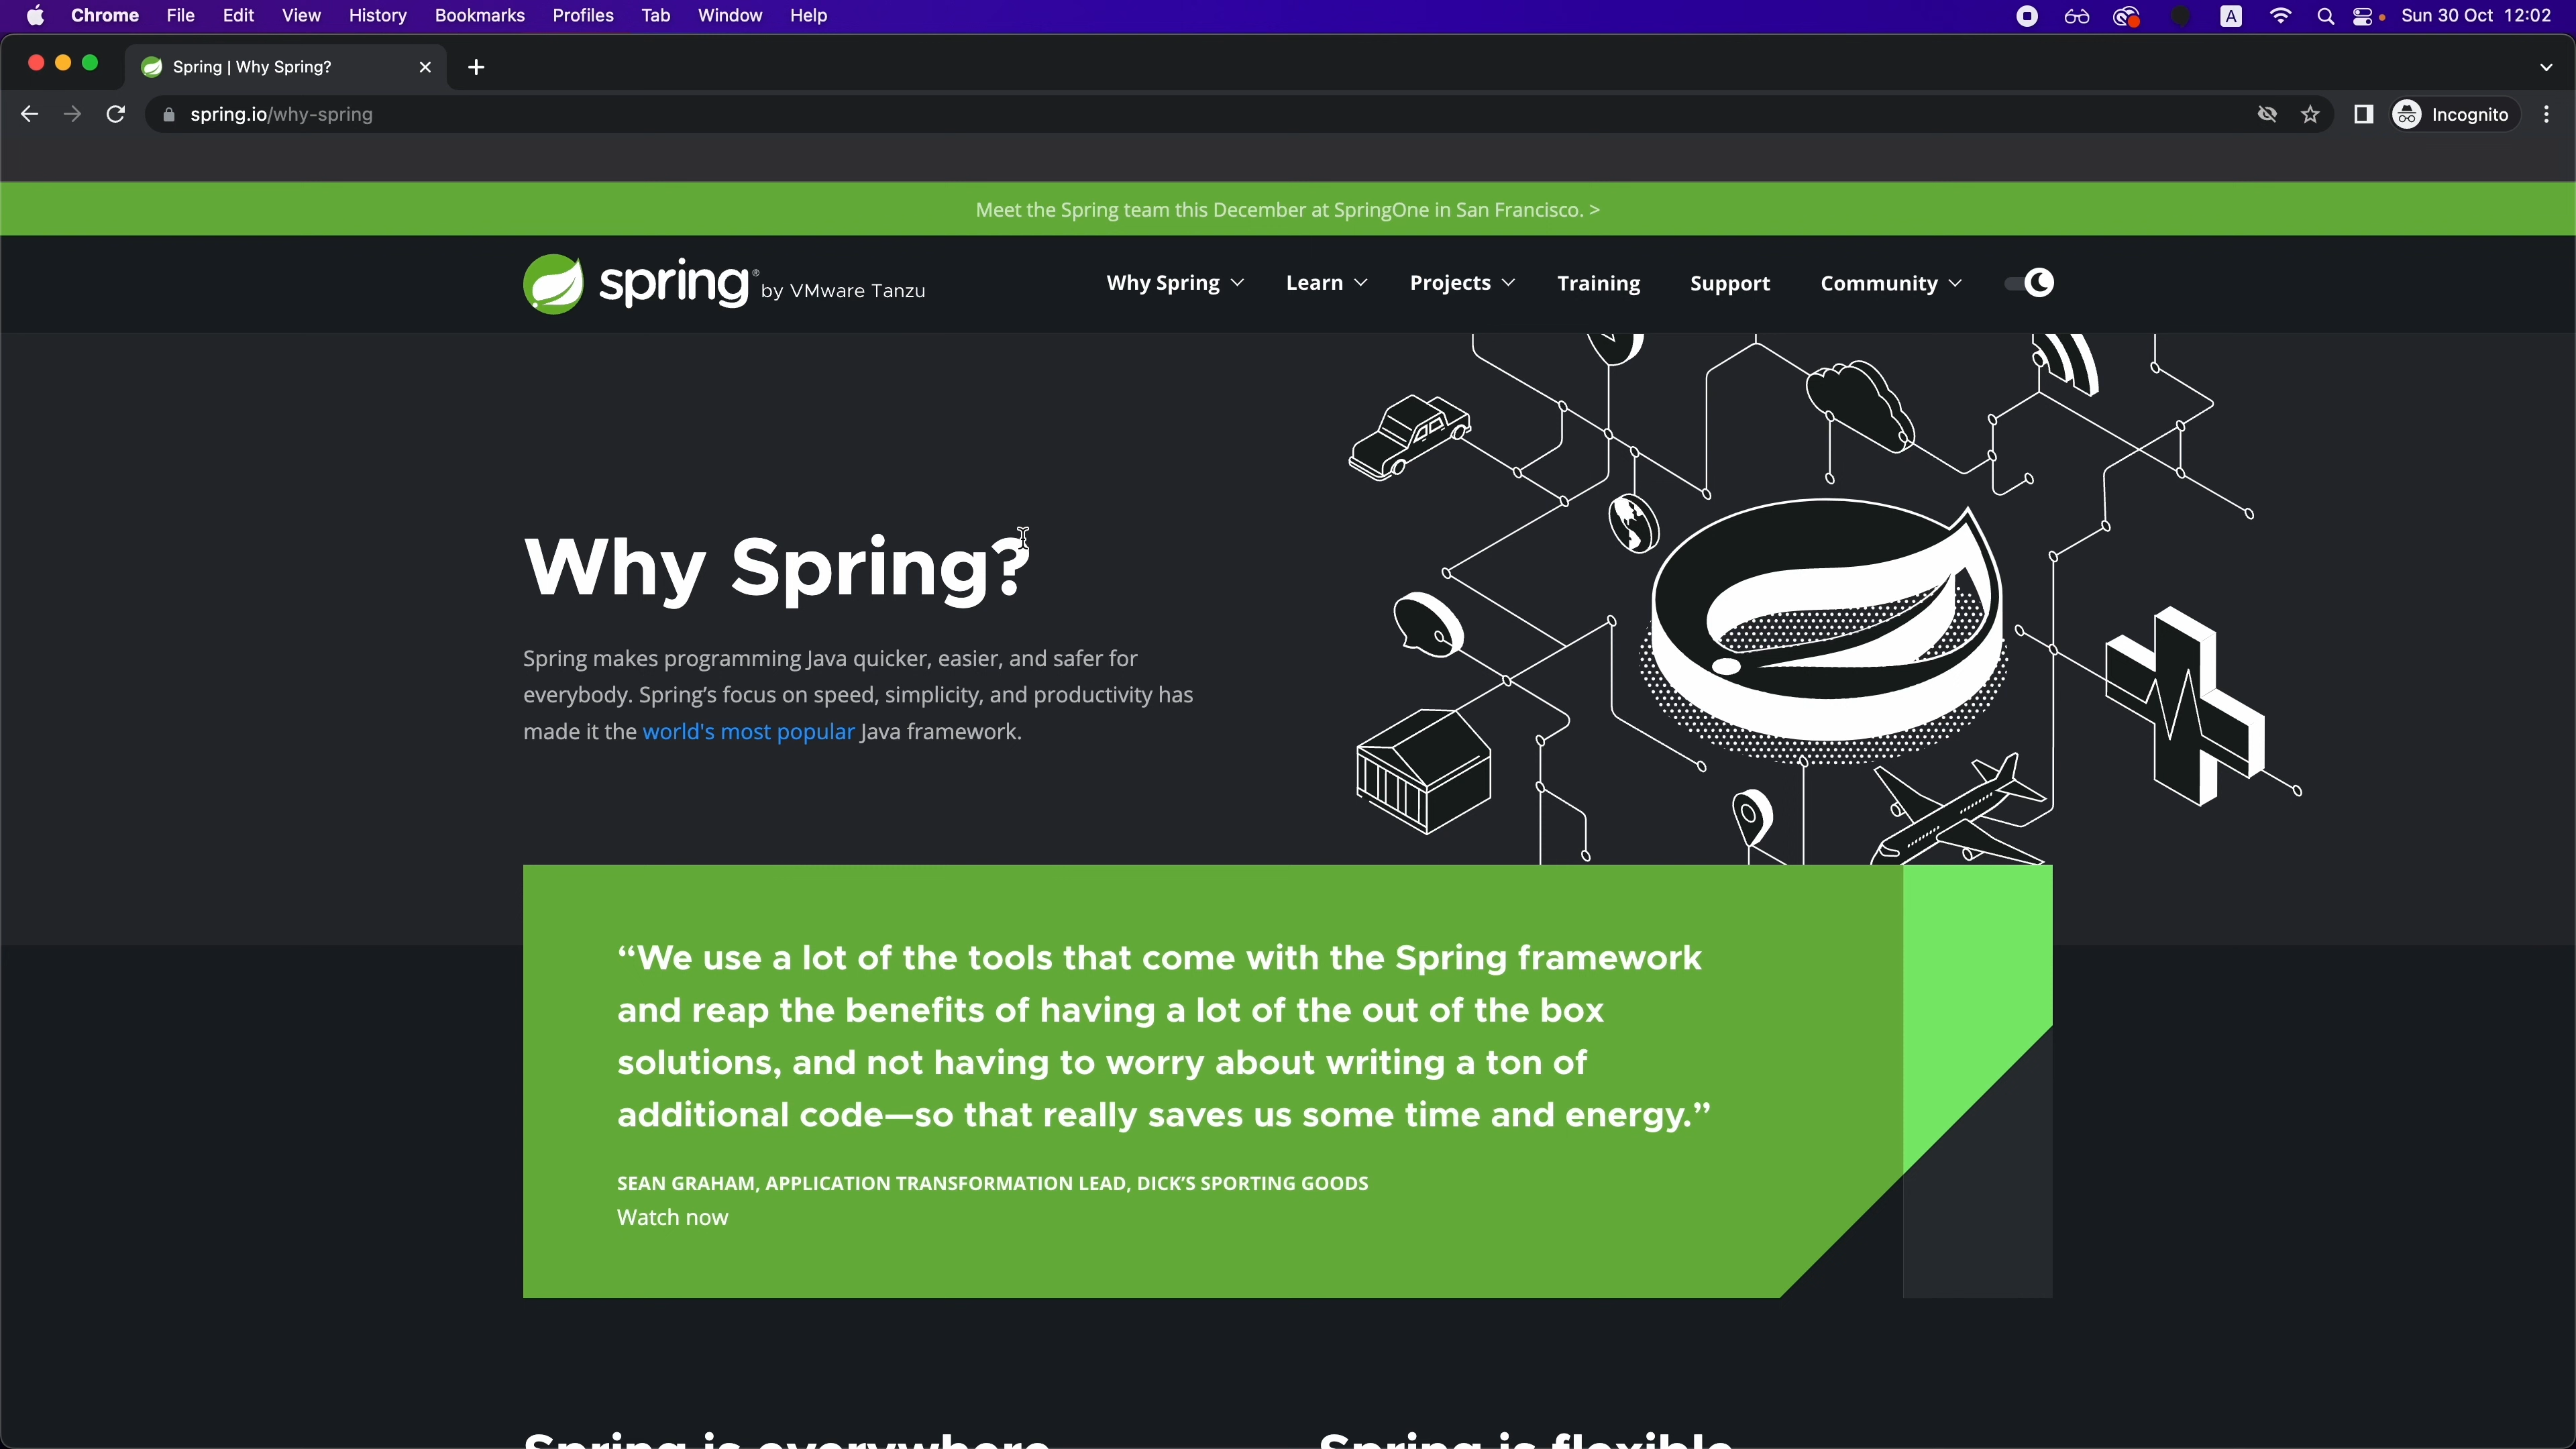 Chrome File Edit View History Bookmarks Profiles Tab Window Help
A Sun 30 Oct 12:02
Spring | Why Spring?
spring.io/why-spring
Incognito
Meet the Spring team this December at SpringOne in San Francisco. >
spring® by VMware Tanzu
Why Spring Learn Projects Training Support Community
Why Spring?
Spring makes programming Java quicker, easier, and safer for
everybody. Spring’s focus on speed, simplicity, and productivity has
made it the world's most popular Java framework.
“We use a lot of the tools that come with the Spring framework
and reap the benefits of having a lot of the out of the box
solutions, and not having to worry about writing a ton of
additional code—so that really saves us some time and energy.”
SEAN GRAHAM, APPLICATION TRANSFORMATION LEAD, DICK’S SPORTING GOODS
Watch now
Spring is everywhere
Spring is flexible